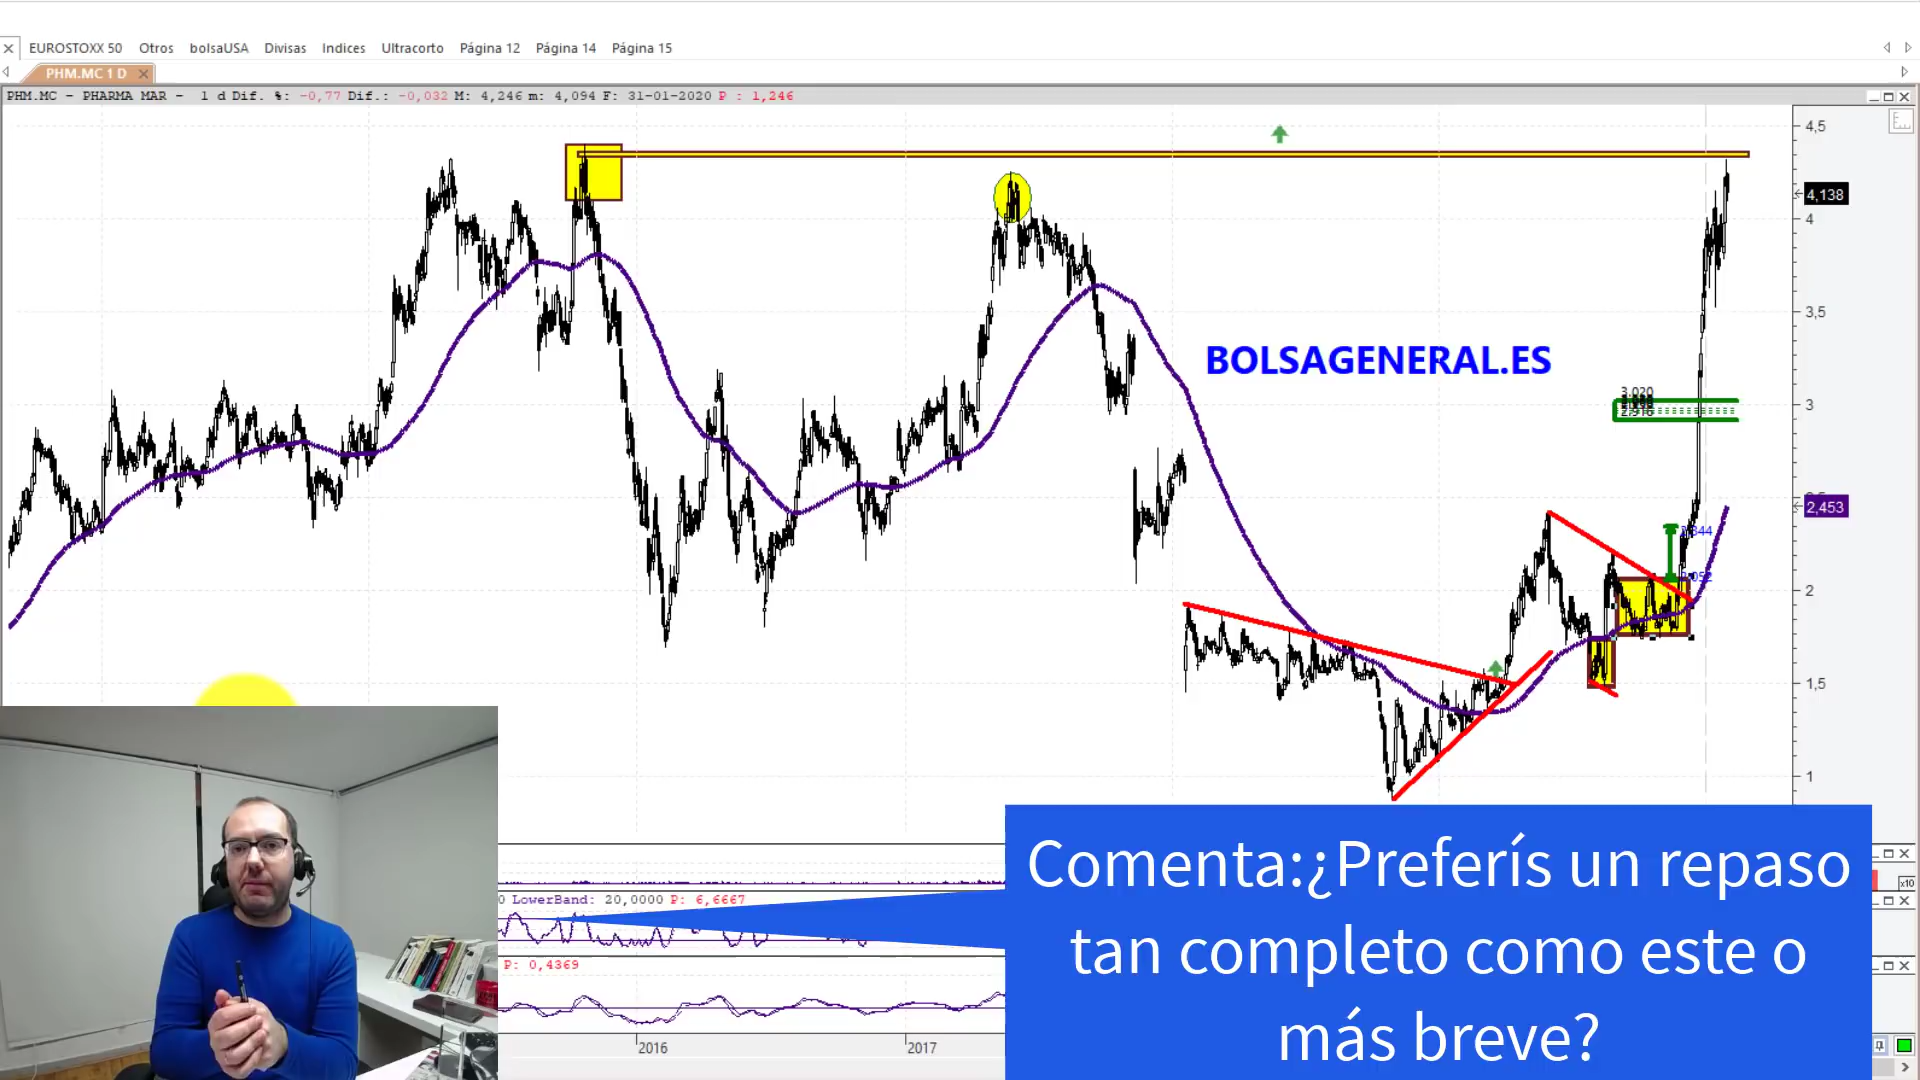 EUROSTOXX 50 Otros bolsaUSA Divisas Indices Ultracorto Página 12 Página 14 Página 15
PHM.MC 1 D
PHM.MC - PHARMA MAR - 1 d Dif. %: -0,77 Dif.: -0,032 M: 4,246 m: 4,094 F: 31-01-2020 P : 1,246
4,5
4,138
4
3,5
BOLSAGENERAL.ES
3,020
2,916
3
2,453
2
1,5
1
x10
LowerBand: 20,0000 P: 6,6667
P: 0,4369
2016
2017
Comenta:¿Preferís un repaso
tan completo como este o
más breve?